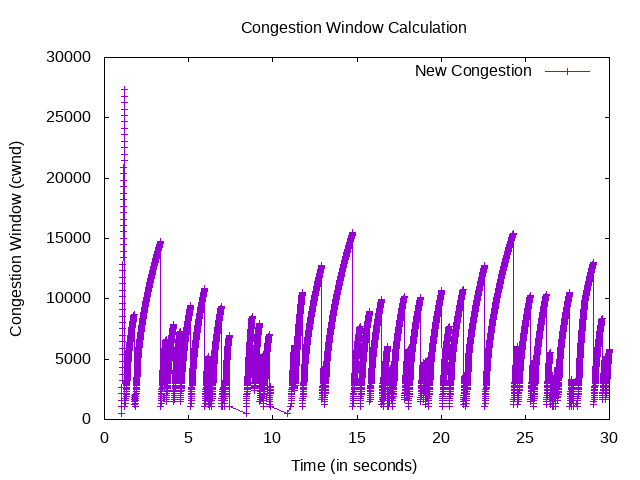 Congestion Window Calculation
New Congestion
Congestion Window (cwnd)
30000
25000
20000
15000
10000
5000
0
0 5 10 15 20 25 30
Time (in seconds)